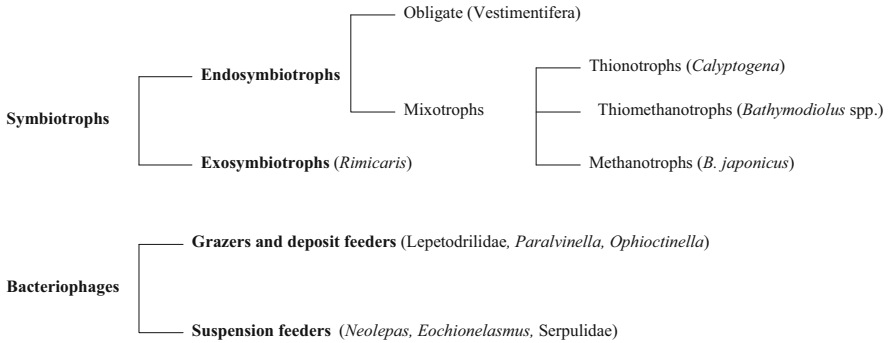 Obligate (Vestimentifera)
Endosymbiotrophs
Thionotrophs (Calyptogena)
Symbiotrophs
Mixotrophs
Thiomethanotrophs (Bathymodiolus spp.)
Exosymbiotrophs (Rimicaris)
Methanotrophs (B. japonicus)
Grazers and deposit feeders (Lepetodrilidae, Paralvinella, Ophioctinella)
Bacteriophages
Suspension feeders (Neolepas, Eochionelasmus, Serpulidae)